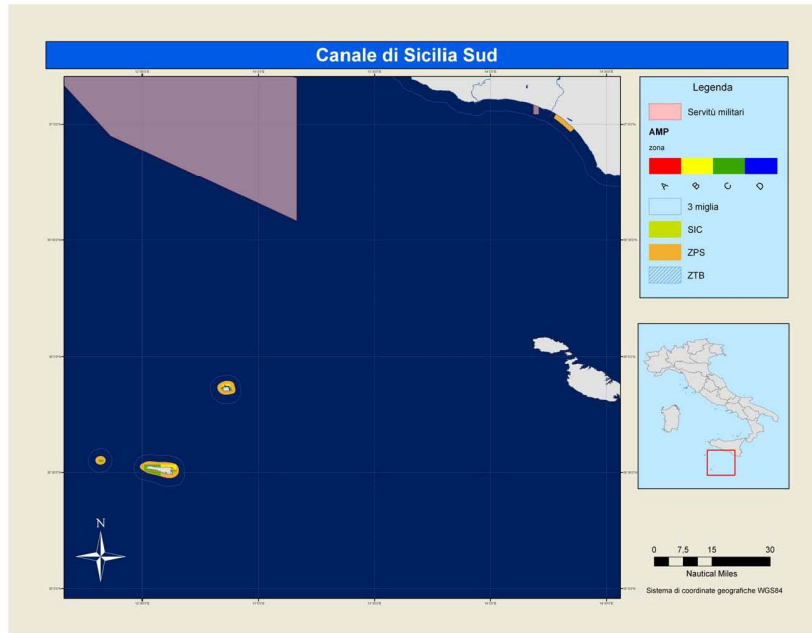 Canale di Sicilia Sud
Legenda
Servitù militari
AMP
zona
A
B
C
D
3 miglia
SIC
ZPS
ZTB
N
0 7,5 15 30
Nautical Miles
Sistema di coordinate geografiche WGS84